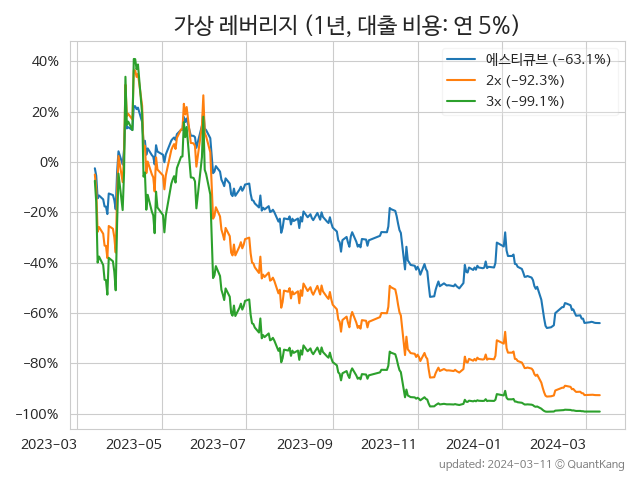 가상 레버리지 (1년, 대출 비용: 연 5%)
에스티큐브 (−63.1%)
2x (−92.3%)
3x (−99.1%)
40%
20%
0%
−20%
−40%
−60%
−80%
−100%
2023-03 2023-05 2023-07 2023-09 2023-11 2024-01 2024-03
updated: 2024-03-11 © QuantKang